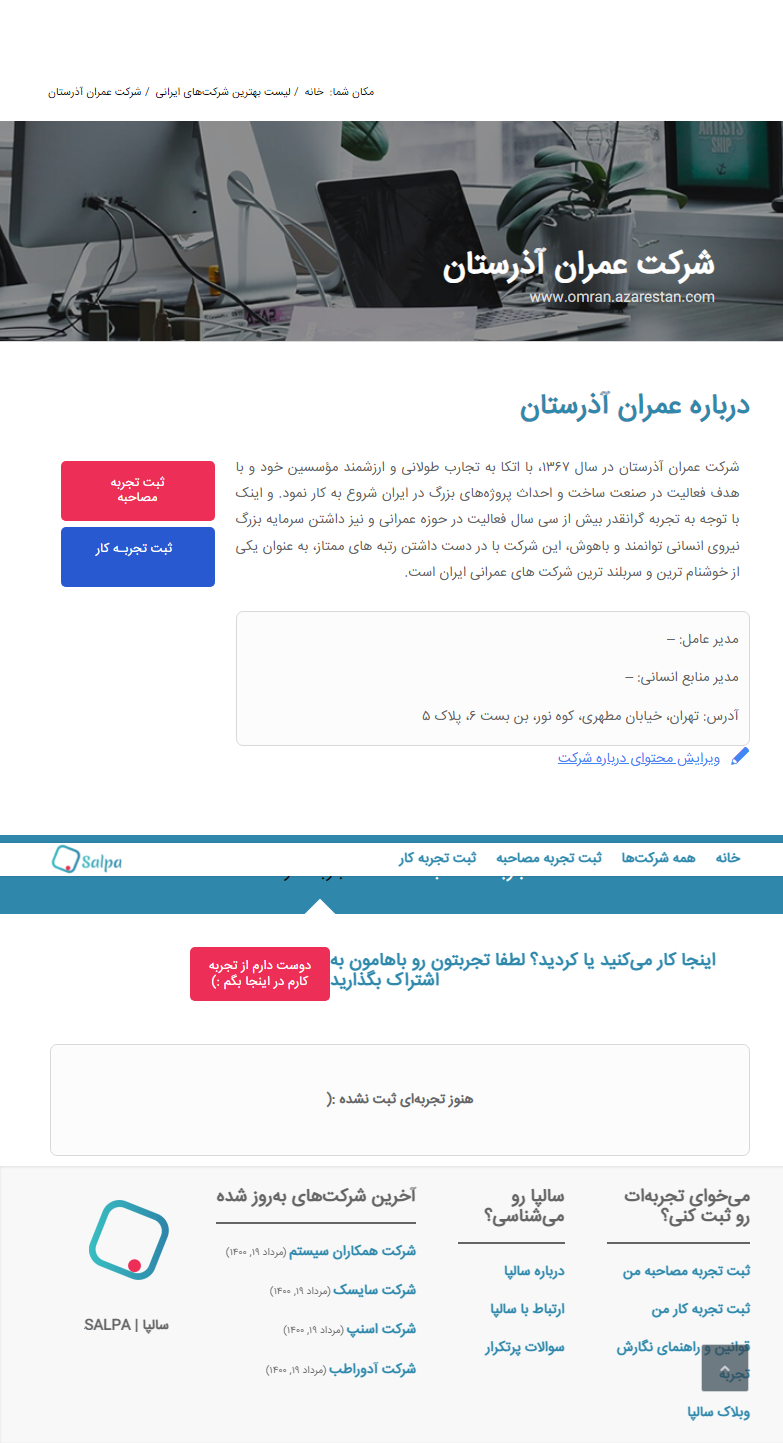 مکان شما: خانه / لیست بهترین شرکت‌های ایرانی / شرکت عمران آذرستان
ARTISTS
SHIP
شرکت عمران آذرستان
www.omran.azarestan.com
درباره عمران آذرستان
شرکت عمران آذرستان در سال ۱۳۶۷، با اتکا به تجارب طولانی و ارزشمند مؤسسین خود و با
هدف فعالیت در صنعت ساخت و احداث پروژه‌های بزرگ در ایران شروع به کار نمود. و اینک
با توجه به تجربه گرانقدر بیش از سی سال فعالیت در حوزه عمرانی و نیز داشتن سرمایه بزرگ
نیروی انسانی توانمند و باهوش، این شرکت با در دست داشتن رتبه های ممتاز، به عنوان یکی
از خوشنام ترین و سربلند ترین شرکت های عمرانی ایران است.
ثبت تجربه
مصاحبه
ثبت تجربـه کار
مدیر عامل: –
مدیر منابع انسانی: –
آدرس: تهران، خیابان مطهری، کوه نور، بن بست ۶، پلاک ۵
ویرایش محتوای درباره شرکت
خانه همه شرکت‌ها ثبت تجربه مصاحبه ثبت تجربه کار
Salpa
اینجا کار می‌کنید یا کردید؟ لطفا تجربتون رو باهامون به
اشتراک بگذارید
دوست دارم از تجربه
کارم در اینجا بگم :)
هنوز تجربه‌ای ثبت نشده :(
می‌خوای تجربه‌ات
رو ثبت کنی؟
ثبت تجربه مصاحبه من
ثبت تجربه کار من
قوانین و راهنمای نگارش
تجربه
وبلاک سالپا
سالپا رو
می‌شناسی؟
درباره سالپا
ارتباط با سالپا
سوالات پرتکرار
آخرین شرکت‌های به‌روز شده
شرکت همکاران سیستم (مرداد ۱۹, ۱۴۰۰)
شرکت سایسک (مرداد ۱۹, ۱۴۰۰)
شرکت اسنپ (مرداد ۱۹, ۱۴۰۰)
شرکت آدوراطب (مرداد ۱۹, ۱۴۰۰)
سالپا | SALPA